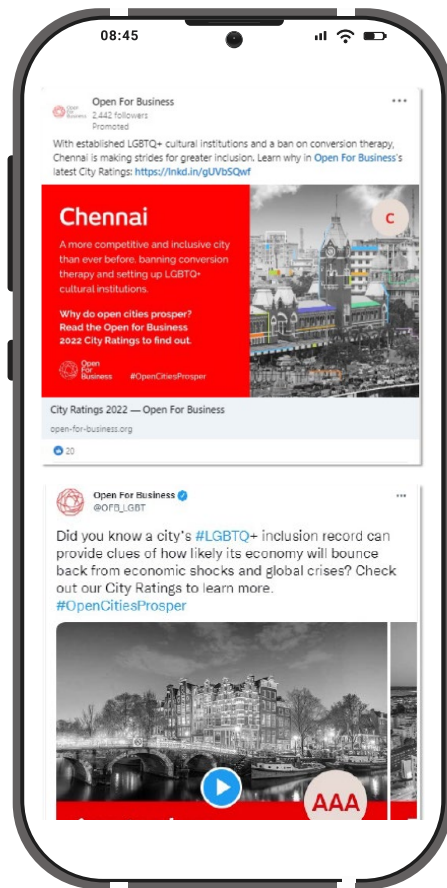 08:45
Open For Business
Open For Business
2,442 followers
Promoted
With established LGBTQ+ cultural institutions and a ban on conversion therapy,
Chennai is making strides for greater inclusion. Learn why in Open For Business's
latest City Ratings: https://lnkd.in/gUVbSQwf
Chennai
C
A more competitive and inclusive city
than ever before, banning conversion
therapy and setting up LGBTQ+
cultural institutions.
Why do open cities prosper?
Read the Open for Business
2022 City Ratings to find out.
Open
For
Business
#OpenCitiesProsper
City Ratings 2022 — Open For Business
open-for-business.org
20
Open For Business
@OFB_LGBT
Did you know a city's #LGBTQ+ inclusion record can
provide clues of how likely its economy will bounce
back from economic shocks and global crises? Check
out our City Ratings to learn more.
#OpenCitiesProsper
AAA